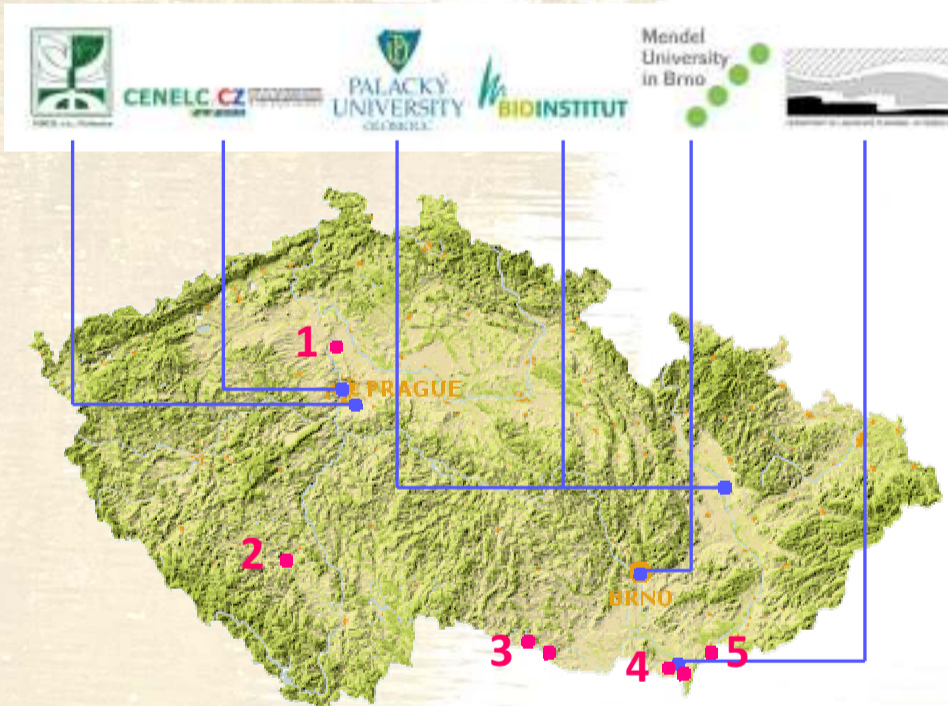 CENELC CZ
PALACKÝ
UNIVERSITY
OLOMOUC
BIOINSTITUT
Mendel
University
in Brno
1
PRAGUE
2
BRNO
3
4
5